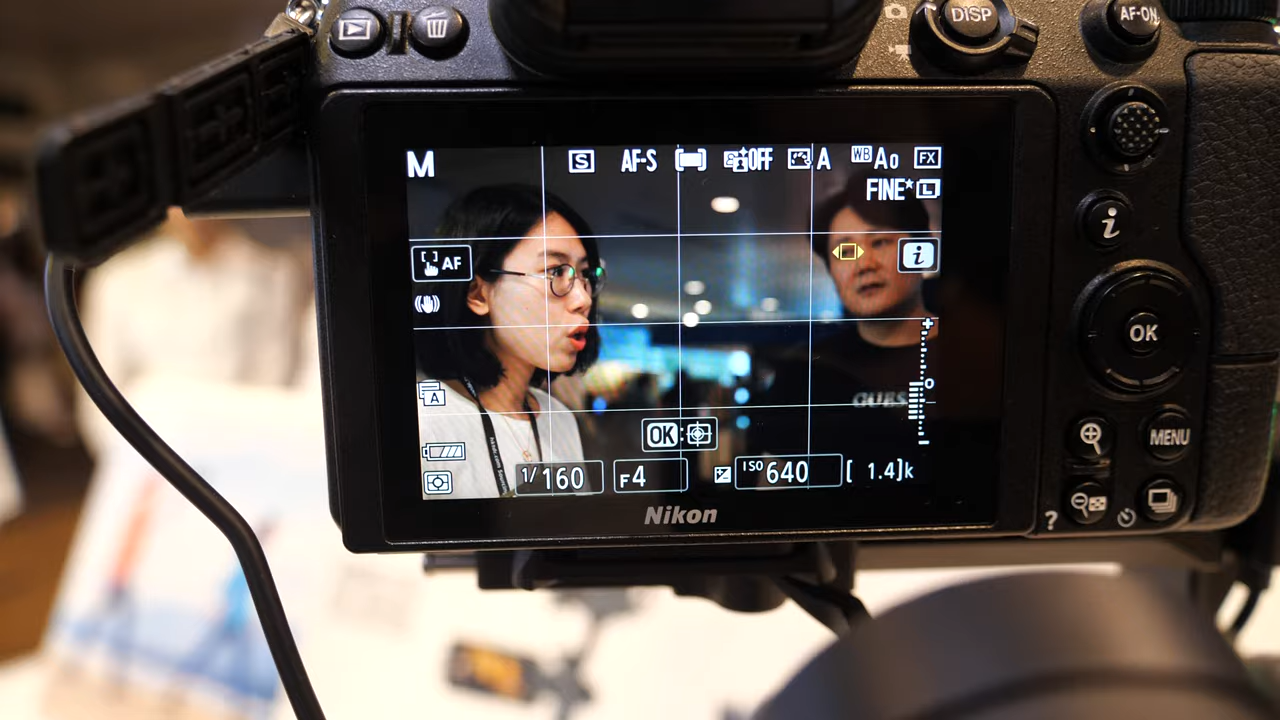 DISP
AF-ON
M
S AF-S OFF A WB A0 FX
FINE* L
AF
i
i
OK
A
GUESS
OK
MENU
1/160 F4 ISO 640 [ 1.4]k
Nikon
?